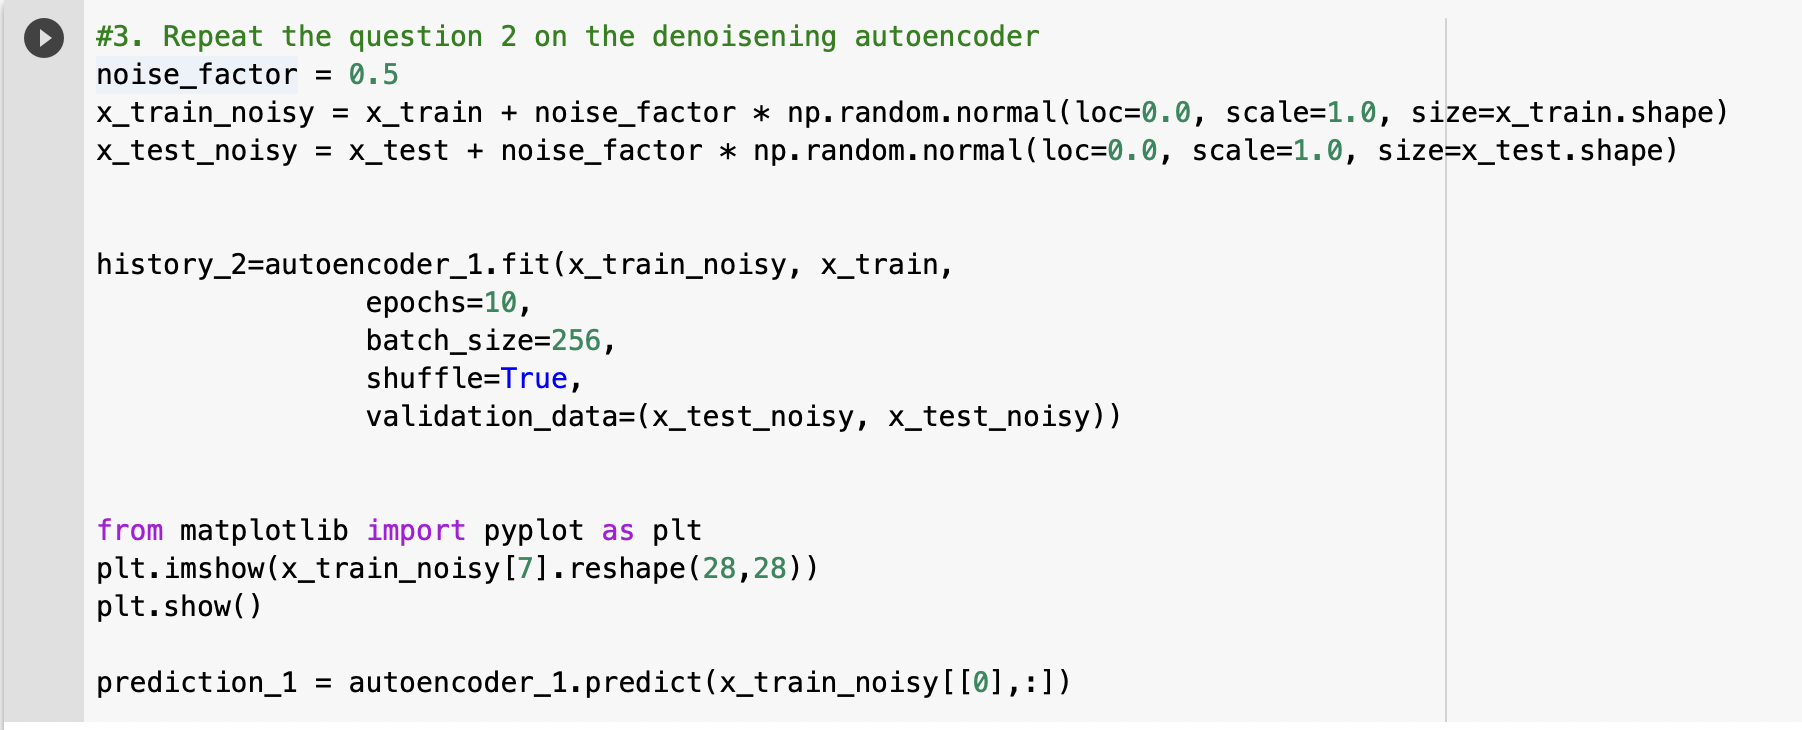 #3. Repeat the question 2 on the denoisening autoencoder
noise_factor = 0.5
x_train_noisy = x_train + noise_factor * np.random.normal(loc=0.0, scale=1.0, size=x_train.shape)
x_test_noisy = x_test + noise_factor * np.random.normal(loc=0.0, scale=1.0, size=x_test.shape)
history_2=autoencoder_1.fit(x_train_noisy, x_train,
epochs=10,
batch_size=256,
shuffle=True,
validation_data=(x_test_noisy, x_test_noisy))
from matplotlib import pyplot as plt
plt.imshow(x_train_noisy[7].reshape(28,28))
plt.show()
prediction_1 = autoencoder_1.predict(x_train_noisy[[0],:])